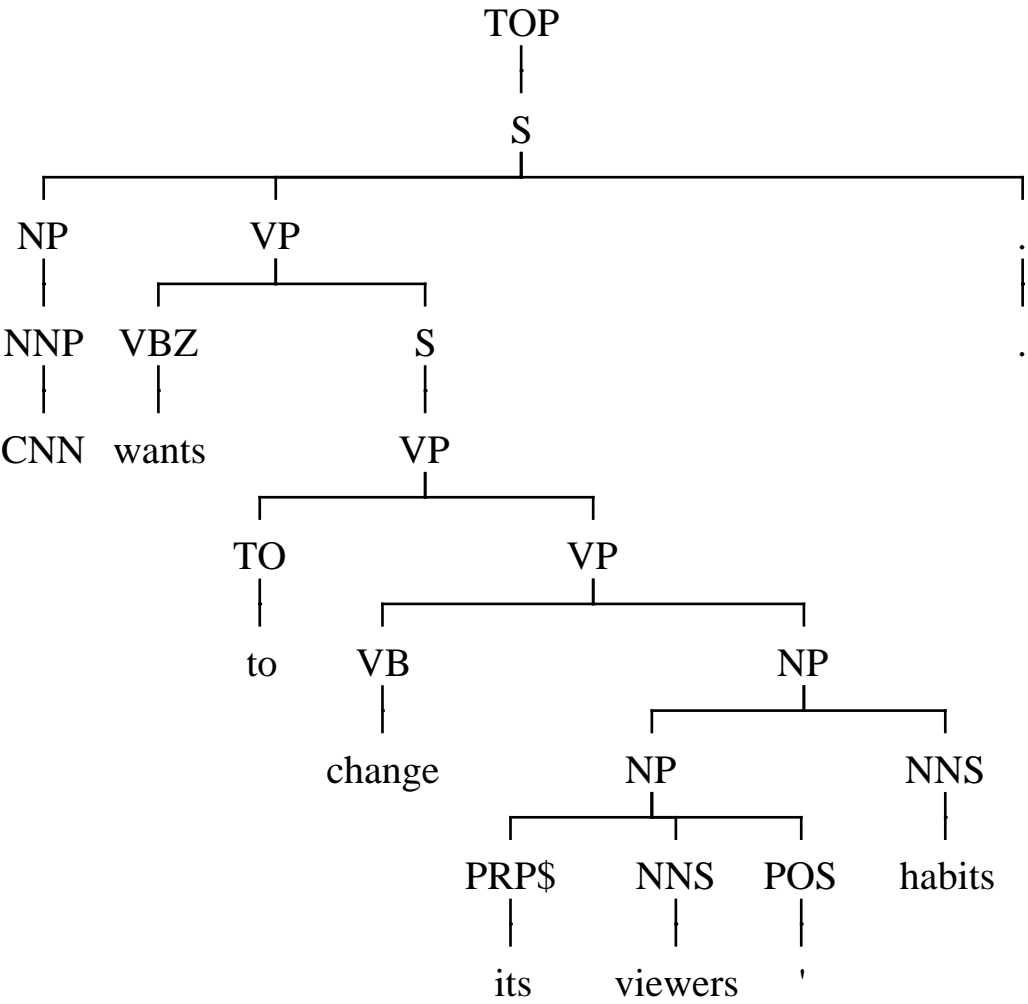 TOP
S
NP VP .
NNP VBZ S .
CNN wants VP
TO VP
to VB NP
change NP NNS
PRP$ NNS POS habits
its viewers '